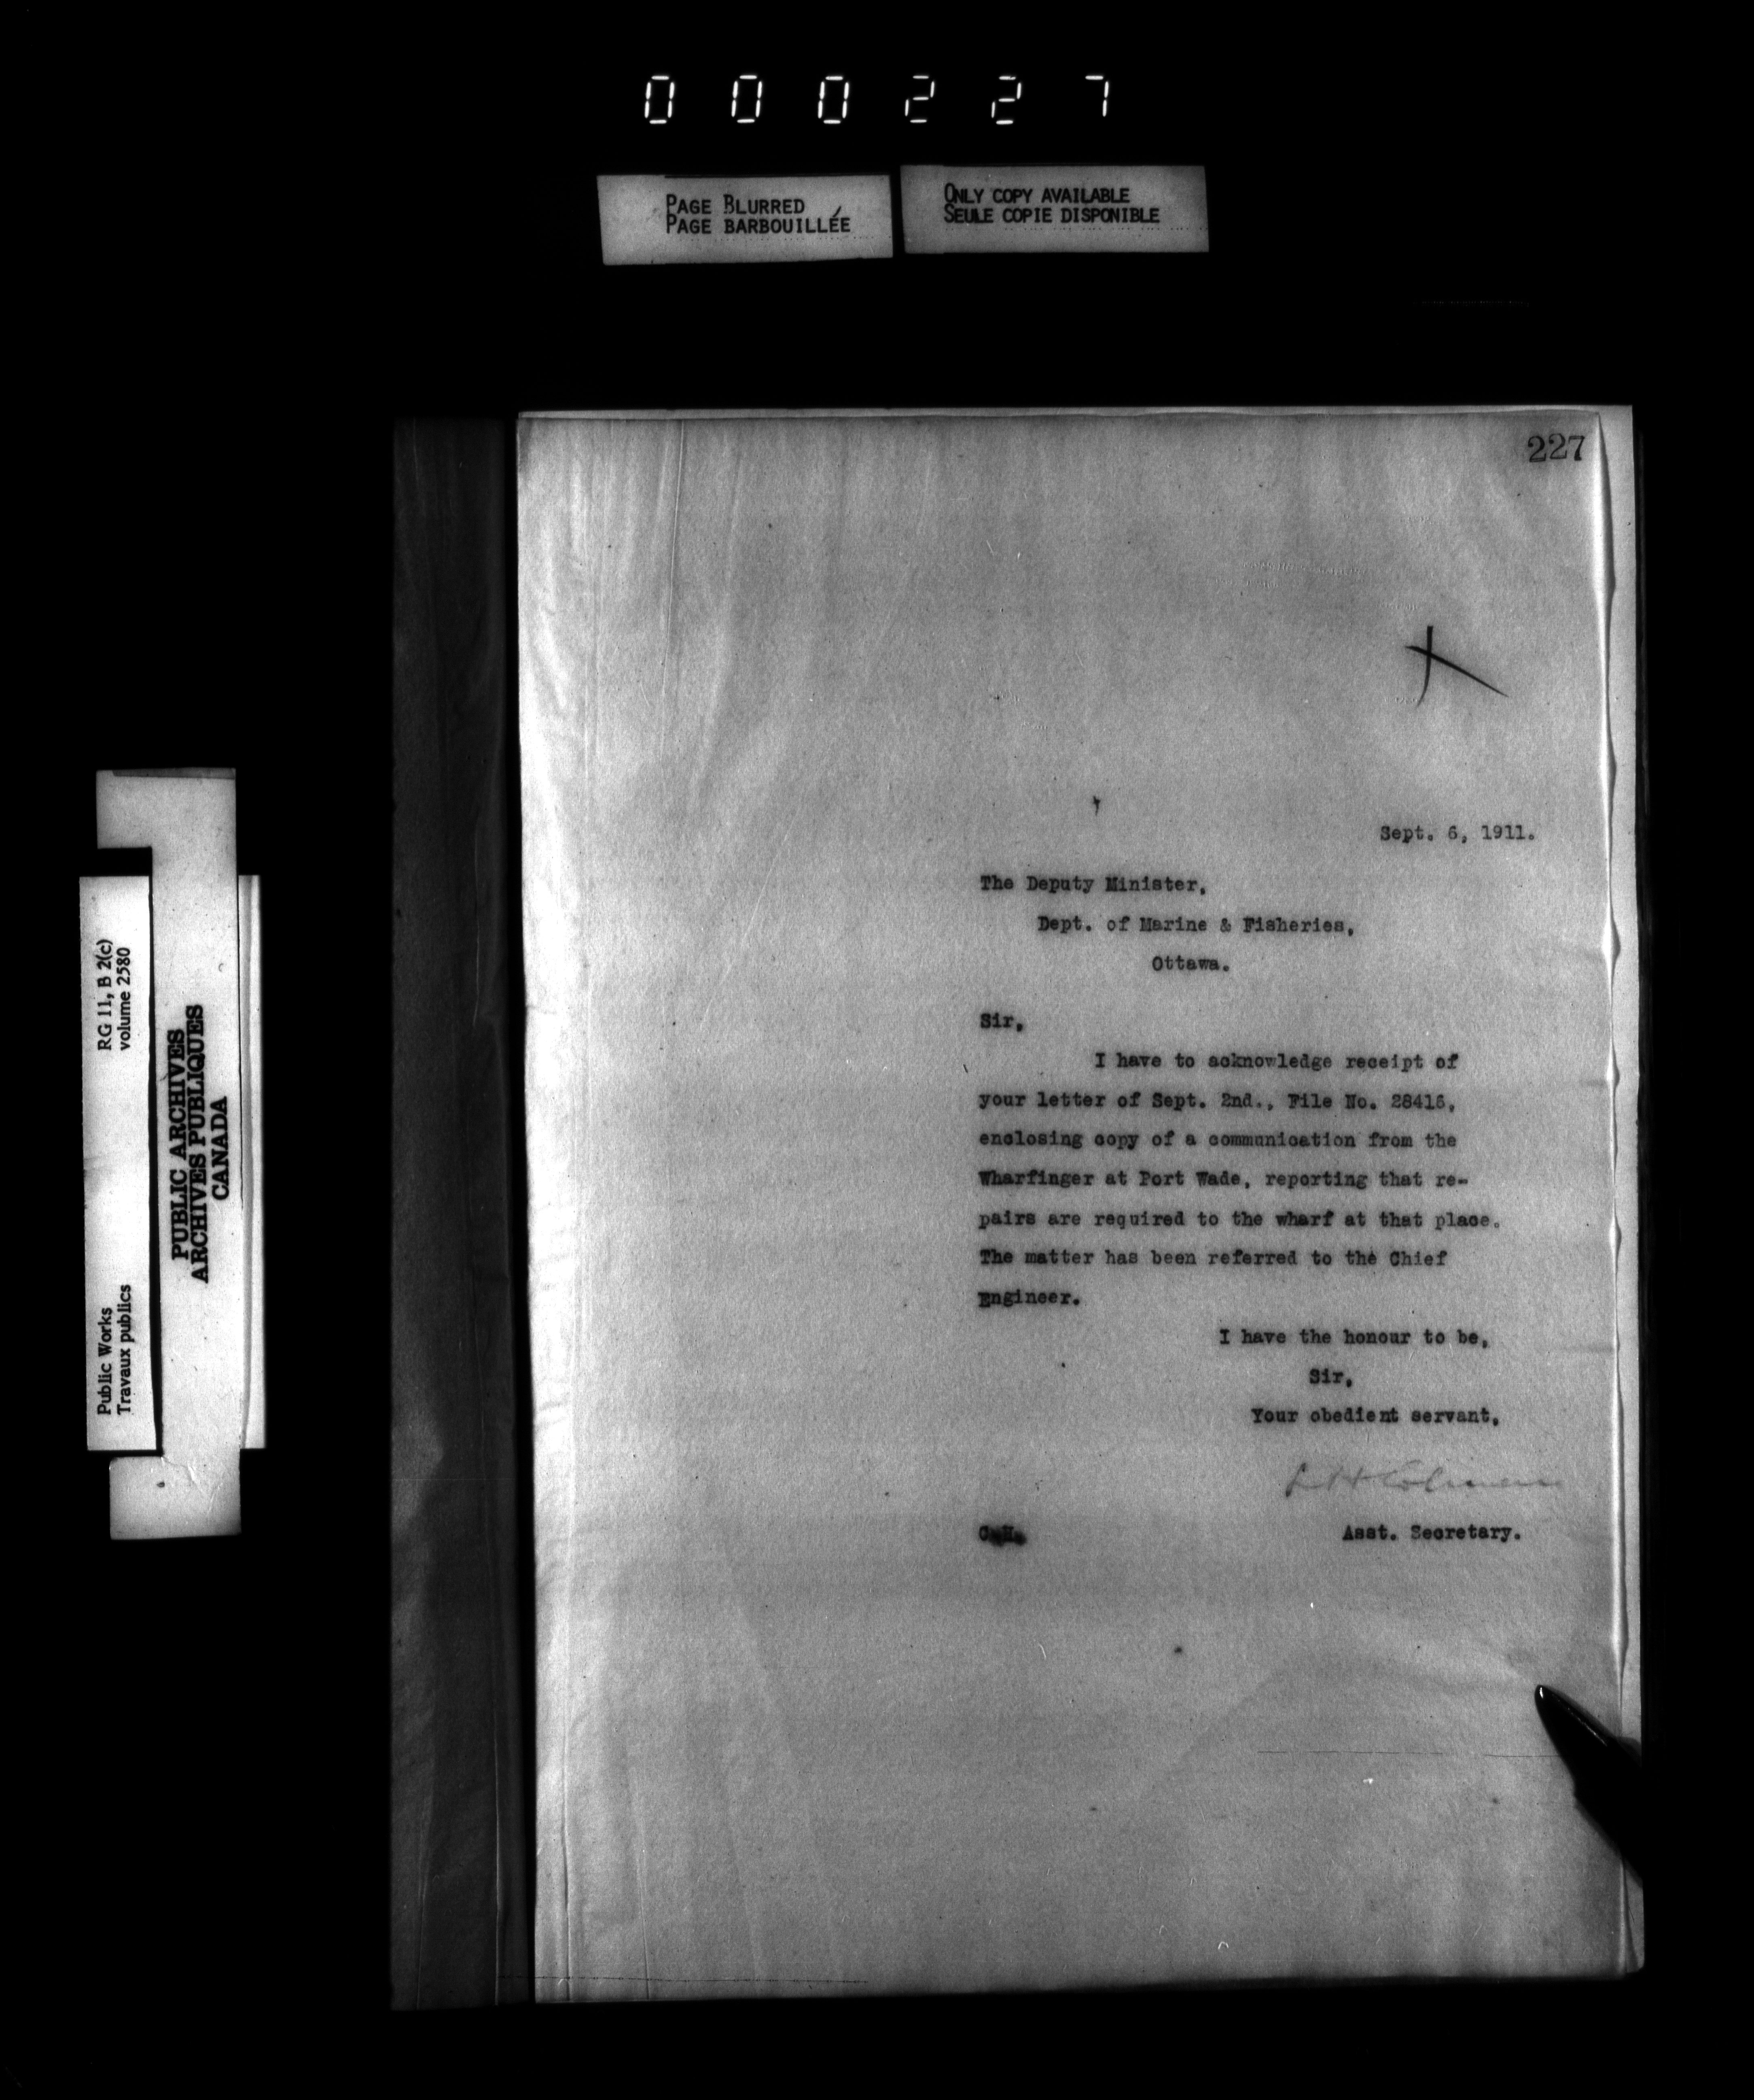 000227
PAGE BLURRED
PAGE BARBOUILLÉE
ONLY COPY AVAILABLE
SEULE COPIE DISPONIBLE
227
Sept. 6, 1911.
The Deputy Minister,
Dept. of Marine & Fisheries,
Ottawa.
Sir,
I have to acknowledge receipt of
your letter of Sept. 2nd., File No. 28415,
enclosing copy of a communication from the
Wharfinger at Port Wade, reporting that re-
pairs are required to the wharf at that place.
The matter has been referred to the Chief
Engineer.
I have the honour to be,
Sir,
Your obedient servant,
Asst. Secretary.
RG 11, B 2(c)
volume 2580
Public Works
Travaux publics
PUBLIC ARCHIVES
ARCHIVES PUBLIQUES
CANADA